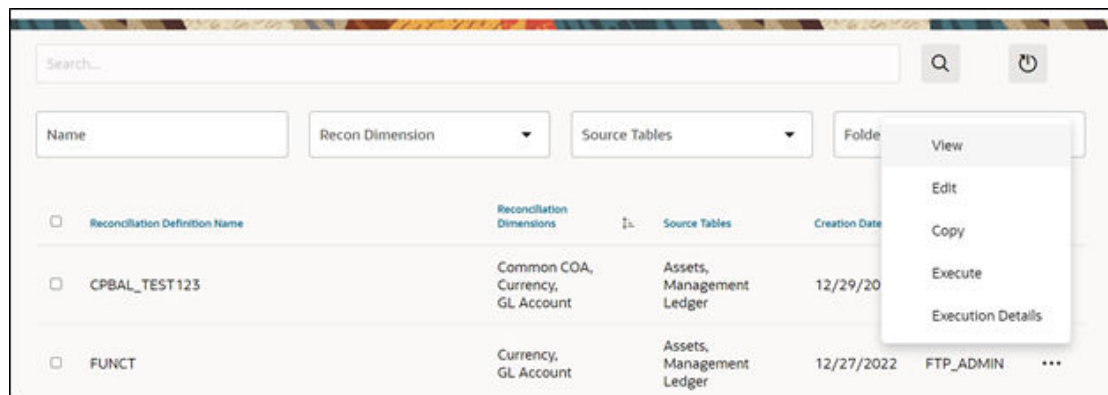 Search...
Name
Recon Dimension
Source Tables
Folde
View
Edit
Copy
Execute
Execution Details
Reconciliation Definition Name
Reconciliation
Dimensions
Source Tables
Creation Date
CPBAL_TEST123
Common COA,
Currency,
GL Account
Assets,
Management
Ledger
12/29/20
FUNCT
Currency,
GL Account
Assets,
Management
Ledger
12/27/2022
FTP_ADMIN
...